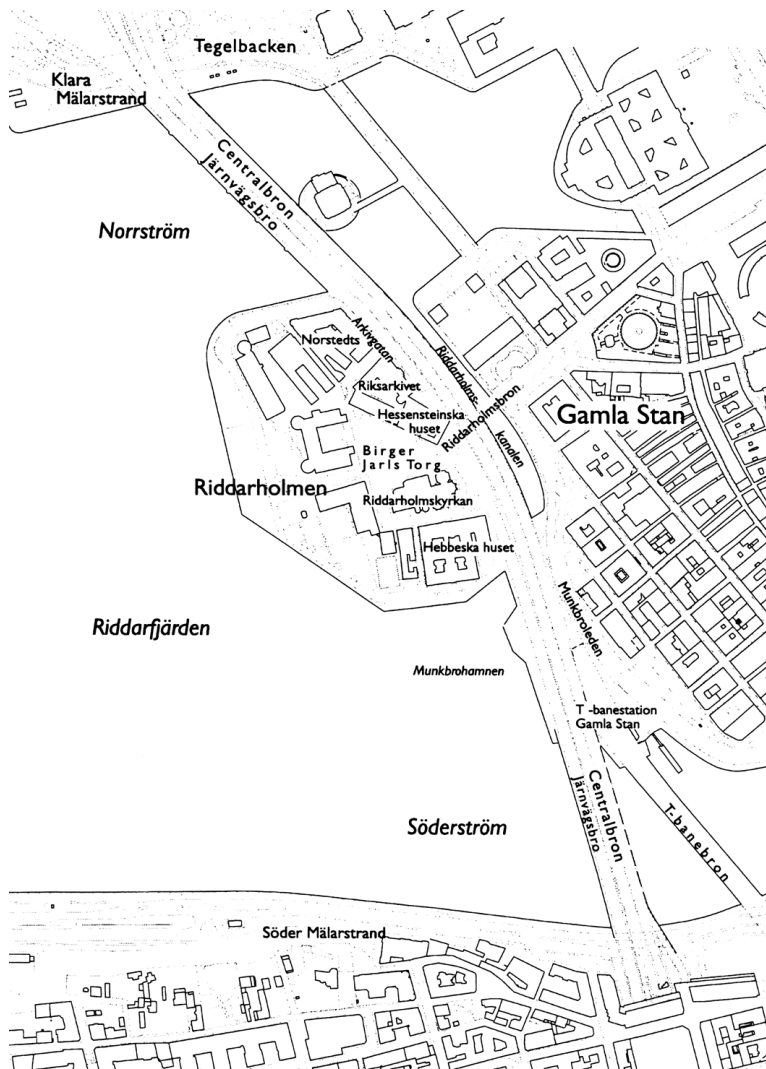 Tegelbacken
Klara
Mälarstrand
Centralbron
Järnvägsbro
Norrström
Arkivgatan
Norstedts
Riddarholms-
kanalen
Riksarkivet
Hessensteinska
huset
Riddarholmsbron
Gamla Stan
Birger
Jarls Torg
Riddarholmen
Riddarholmskyrkan
Hebbeska huset
Munkbroleden
Riddarfjärden
Munkbrohamnen
T -banestation
Gamla Stan
Centralbron
Järnvägsbro
Söderström
T-banebron
Söder Mälarstrand